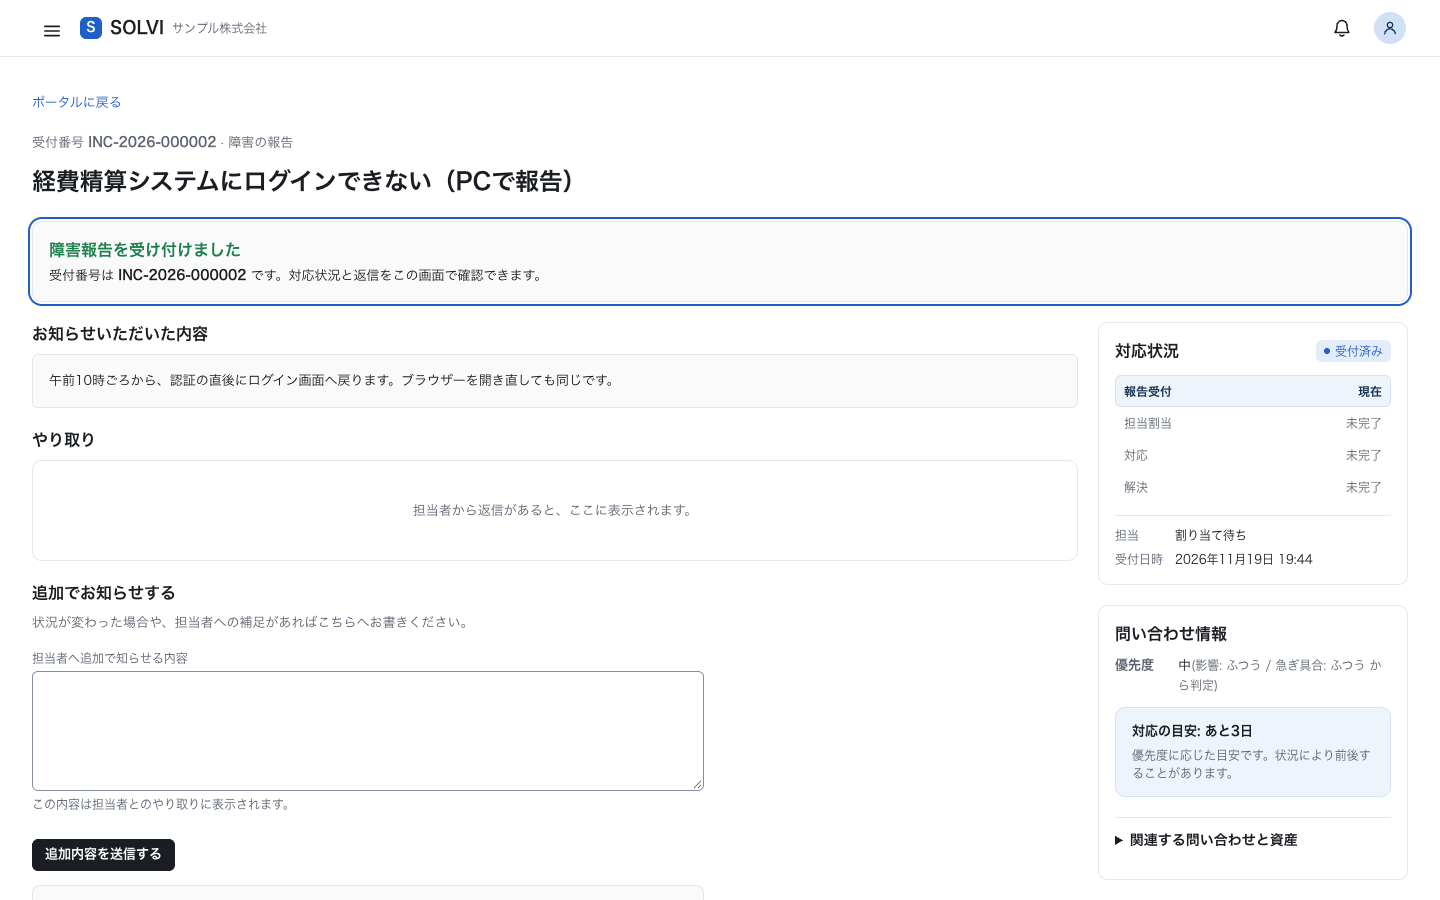 S SOLVI サンプル株式会社
ポータルに戻る
受付番号 INC-2026-000002 · 障害の報告
経費精算システムにログインできない（PCで報告）
障害報告を受け付けました
受付番号は INC-2026-000002 です。対応状況と返信をこの画面で確認できます。
お知らせいただいた内容
午前10時ごろから、認証の直後にログイン画面へ戻ります。ブラウザーを開き直しても同じです。
やり取り
担当者から返信があると、ここに表示されます。
追加でお知らせする
状況が変わった場合や、担当者への補足があればこちらへお書きください。
担当者へ追加で知らせる内容
この内容は担当者とのやり取りに表示されます。
追加内容を送信する
対応状況 受付済み
報告受付 現在
担当割当 未完了
対応 未完了
解決 未完了
担当 割り当て待ち
受付日時 2026年11月19日 19:44
問い合わせ情報
優先度 中(影響: ふつう / 急ぎ具合: ふつう か
ら判定)
対応の目安: あと3日
優先度に応じた目安です。状況により前後す
ることがあります。
関連する問い合わせと資産